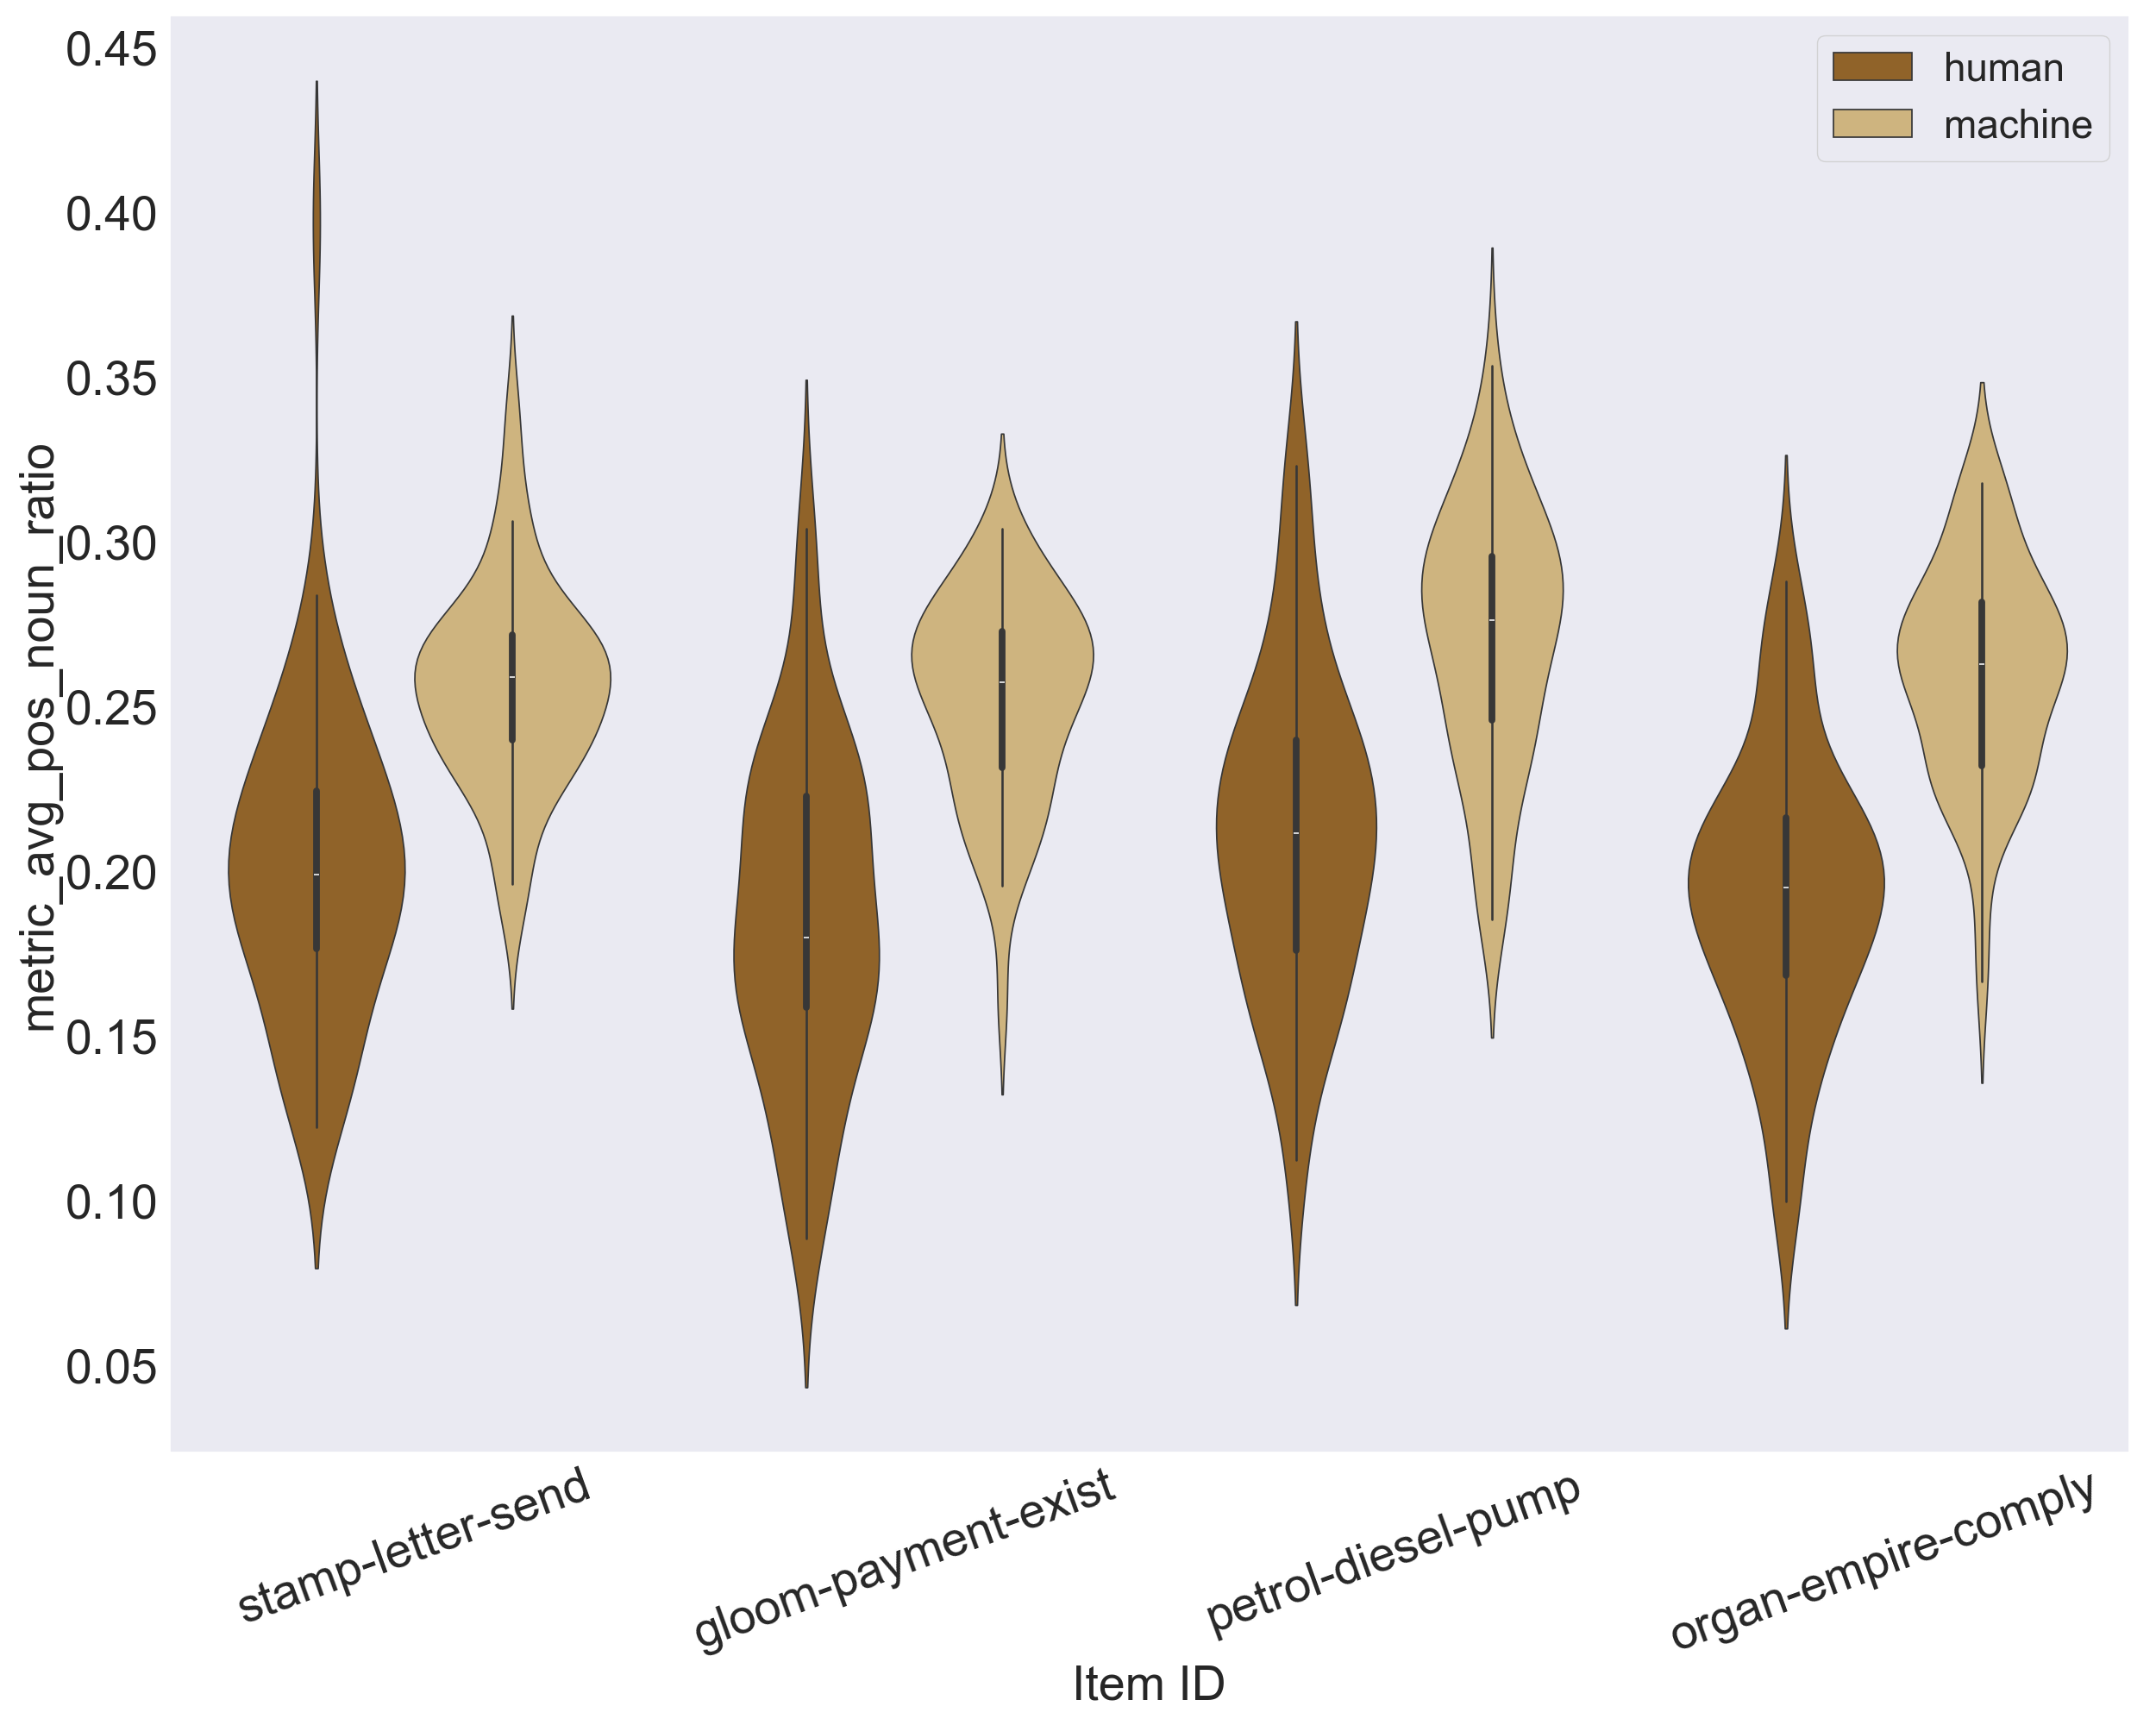 metric_avg_pos_noun_ratio
0.45
0.40
0.35
0.30
0.25
0.20
0.15
0.10
0.05
human
machine
stamp-letter-send
gloom-payment-exist
petrol-diesel-pump
organ-empire-comply
Item ID